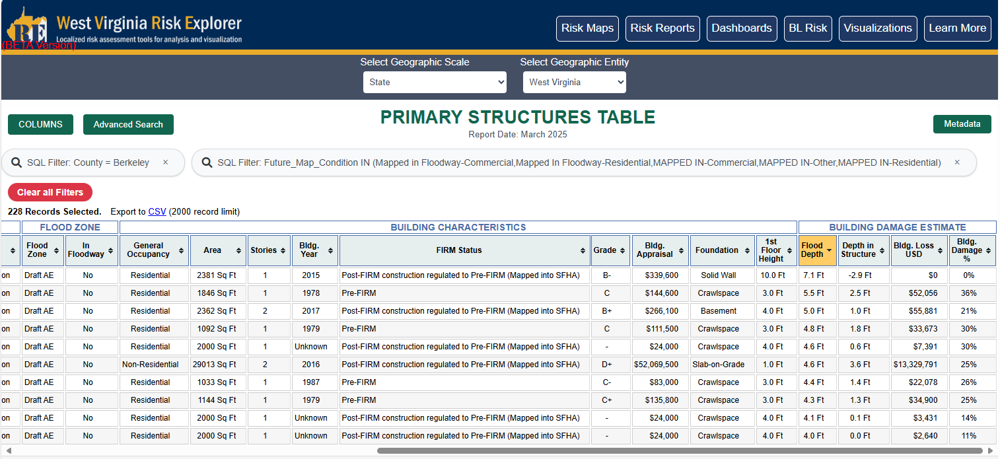 West Virginia Risk Explorer
Localized risk assessment tools for analysis and visualization
(BETA Version)
Risk Maps Risk Reports Dashboards BL Risk Visualizations Learn More
Select Geographic Scale Select Geographic Entity
State West Virginia
COLUMNS Advanced Search PRIMARY STRUCTURES TABLE Metadata
Report Date: March 2025
SQL Filter: County = Berkeley × SQL Filter: Future_Map_Condition IN (Mapped in Floodway-Commercial,Mapped In Floodway-Residential,MAPPED IN-Commercial,MAPPED IN-Other,MAPPED IN-Residential) ×
Clear all Filters
228 Records Selected. Export to CSV (2000 record limit)
FLOOD ZONE BUILDING CHARACTERISTICS BUILDING DAMAGE ESTIMATE
Flood Zone In Floodway General Occupancy Area Stories Bldg. Year FIRM Status Grade Bldg. Appraisal Foundation 1st Floor Height Flood Depth Depth in Structure Bldg. Loss USD Bldg. Damage %
on Draft AE No Residential 2381 Sq Ft 1 2015 Post-FIRM construction regulated to Pre-FIRM (Mapped into SFHA) B- $339,600 Solid Wall 10.0 Ft 7.1 Ft -2.9 Ft $0 0%
on Draft AE No Residential 1846 Sq Ft 1 1978 Pre-FIRM C $144,600 Crawlspace 3.0 Ft 5.5 Ft 2.5 Ft $52,056 36%
on Draft AE No Residential 2362 Sq Ft 2 2017 Post-FIRM construction regulated to Pre-FIRM (Mapped into SFHA) B+ $266,100 Basement 4.0 Ft 5.0 Ft 1.0 Ft $55,881 21%
on Draft AE No Residential 1092 Sq Ft 1 1979 Pre-FIRM C $111,500 Crawlspace 3.0 Ft 4.8 Ft 1.8 Ft $33,673 30%
on Draft AE No Residential 2000 Sq Ft 1 Unknown Post-FIRM construction regulated to Pre-FIRM (Mapped into SFHA) - $24,000 Crawlspace 4.0 Ft 4.6 Ft 0.6 Ft $7,391 30%
on Draft AE No Non-Residential 29013 Sq Ft 2 2016 Post-FIRM construction regulated to Pre-FIRM (Mapped into SFHA) D+ $52,069,500 Slab-on-Grade 1.0 Ft 4.6 Ft 3.6 Ft $13,329,791 25%
on Draft AE No Residential 1033 Sq Ft 1 1987 Pre-FIRM C- $83,000 Crawlspace 3.0 Ft 4.4 Ft 1.4 Ft $22,078 26%
on Draft AE No Residential 1144 Sq Ft 1 1979 Pre-FIRM C+ $135,800 Crawlspace 3.0 Ft 4.3 Ft 1.3 Ft $34,900 25%
on Draft AE No Residential 2000 Sq Ft 1 Unknown Post-FIRM construction regulated to Pre-FIRM (Mapped into SFHA) - $24,000 Crawlspace 4.0 Ft 4.1 Ft 0.1 Ft $3,431 14%
on Draft AE No Residential 2000 Sq Ft 1 Unknown Post-FIRM construction regulated to Pre-FIRM (Mapped into SFHA) - $24,000 Crawlspace 4.0 Ft 4.0 Ft 0.0 Ft $2,640 11%